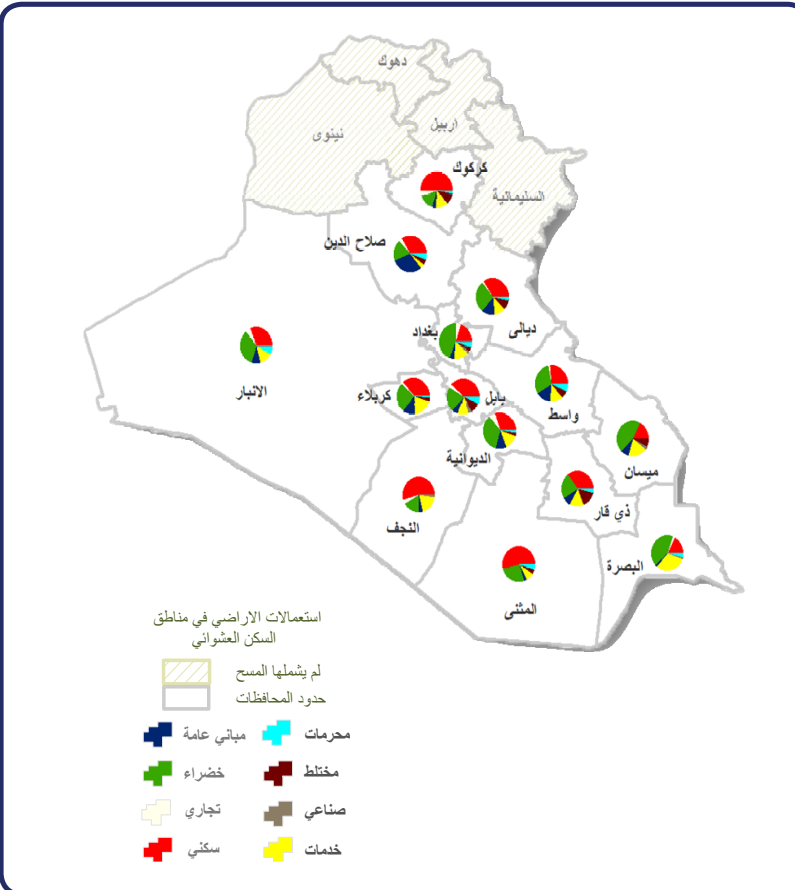 دهوك
نينوى
اربيل
كركوك
السليمانية
صلاح الدين
ديالى
بغداد
الانبار
كربلاء
بابل
واسط
الديوانية
ميسان
النجف
ذي قار
البصرة
المثنى
استعمالات الاراضي في مناطق
السكن العشوائي
لم يشملها المسح
حدود المحافظات
محرمات
مباني عامة
مختلط
خضراء
صناعي
تجاري
خدمات
سكني